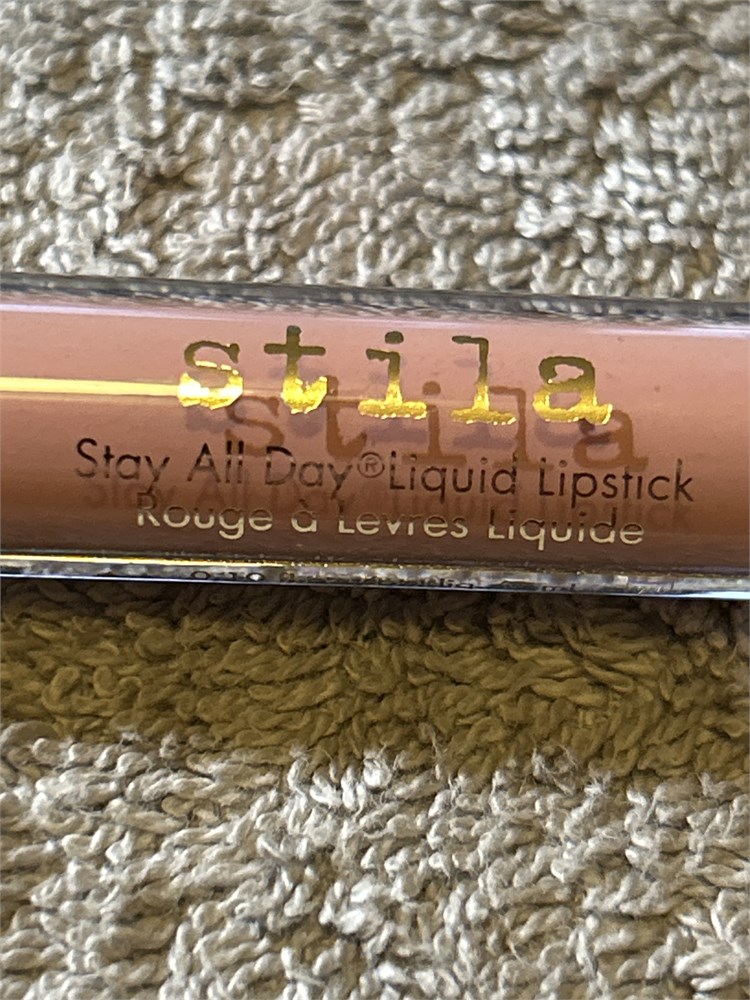 stila
Stay All Day® Liquid Lipstick
Rouge à Levres Liquide